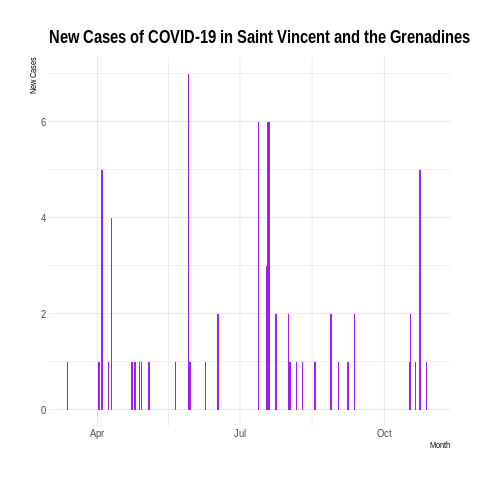 New Cases of COVID-19 in Saint Vincent and the Grenadines
New Cases
6
4
2
0
Apr Jul Oct
Month